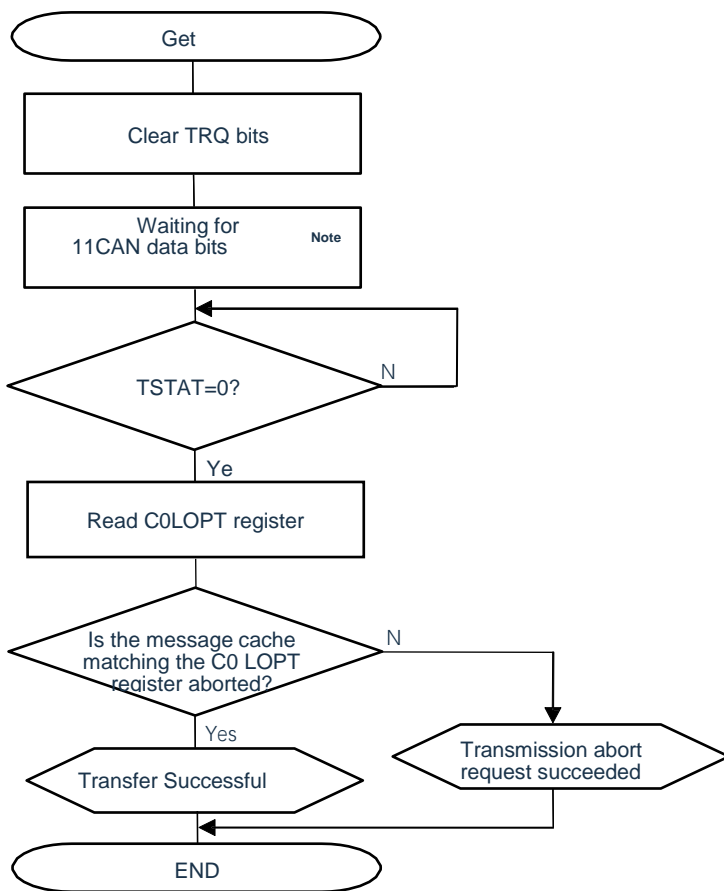 Get
Clear TRQ bits
Waiting for
11CAN data bits
Note
TSTAT=0?
N
Ye
Read C0LOPT register
Is the message cache
matching the C0 LOPT
register aborted?
N
Yes
Transfer Successful
Transmission abort
request succeeded
END